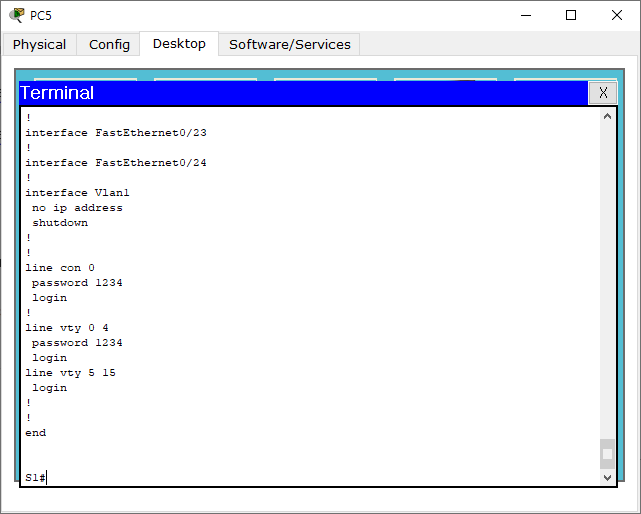 PC5
Physical Config Desktop Software/Services
Terminal X
!
interface FastEthernet0/23
!
interface FastEthernet0/24
!
interface Vlan1
 no ip address
 shutdown
!
!
line con 0
 password 1234
 login
!
line vty 0 4
 password 1234
 login
line vty 5 15
 login
!
!
end
S1#